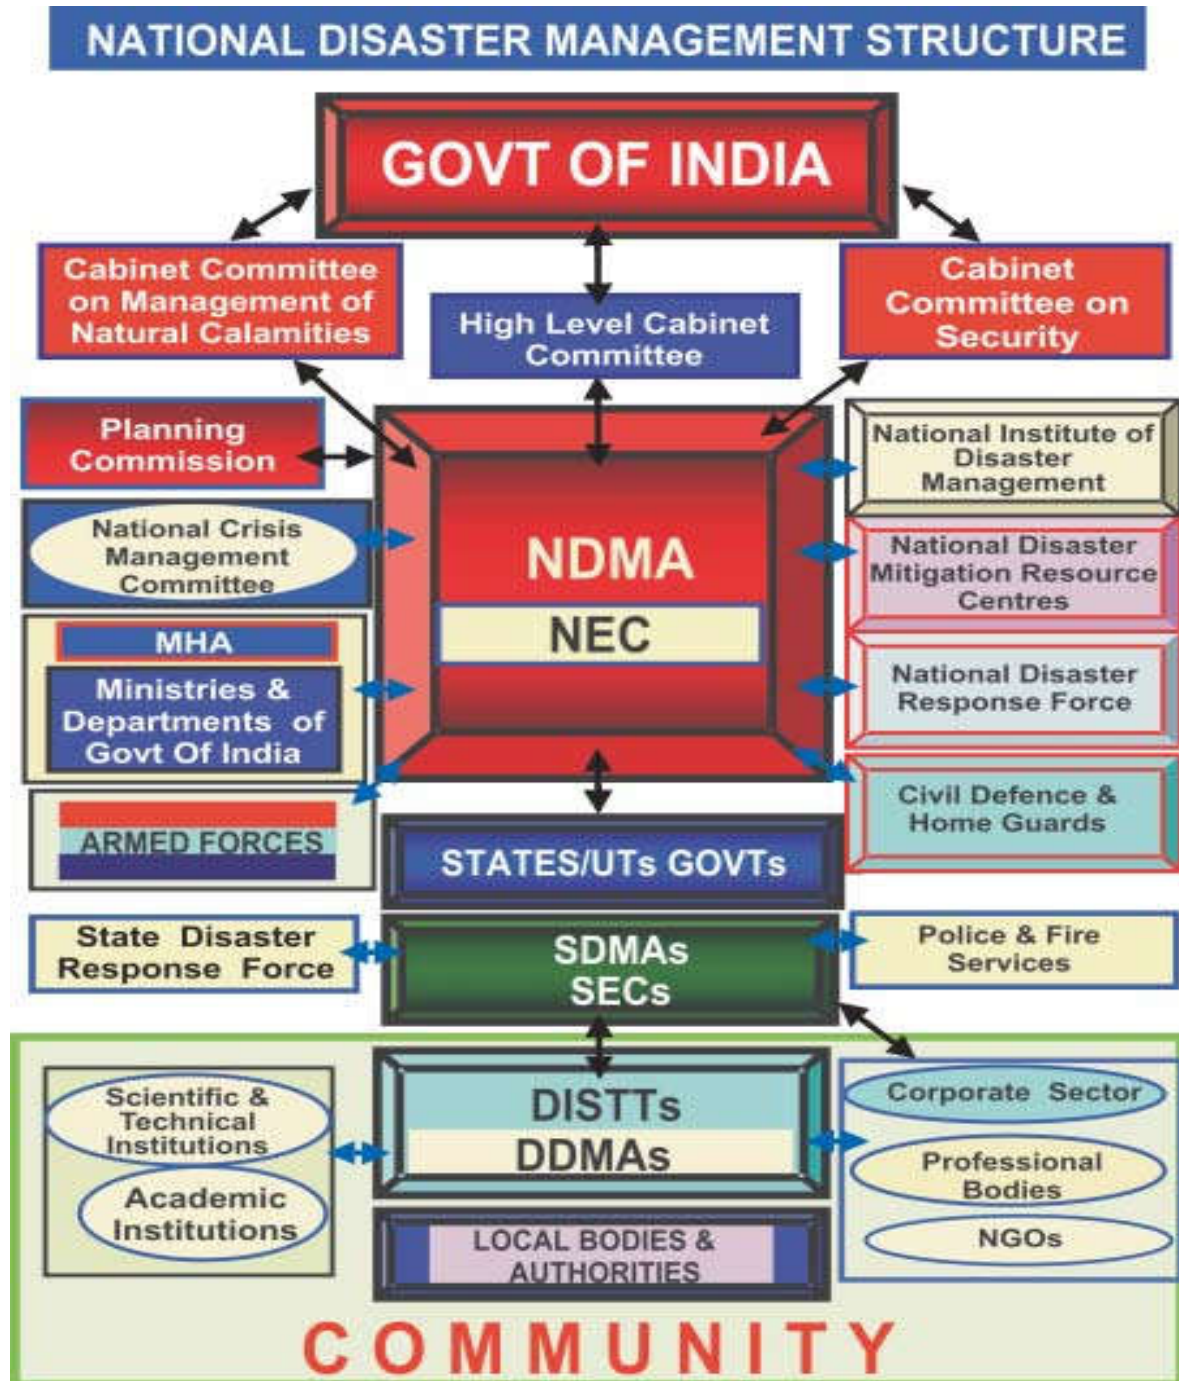 NATIONAL DISASTER MANAGEMENT STRUCTURE
GOVT OF INDIA
Cabinet Committee
on Management of
Natural Calamities
High Level Cabinet
Committee
Cabinet
Committee on
Security
Planning
Commission
National Crisis
Management
Committee
MHA
Ministries &
Departments of
Govt Of India
ARMED FORCES
NDMA
NEC
National Institute of
Disaster
Management
National Disaster
Mitigation Resource
Centres
National Disaster
Response Force
Civil Defence &
Home Guards
STATES/UTs GOVTs
State Disaster
Response Force
SDMAs
SECs
Police & Fire
Services
Scientific &
Technical
Institutions
Academic
Institutions
DISTTs
DDMAs
LOCAL BODIES &
AUTHORITIES
Corporate Sector
Professional
Bodies
NGOs
COMMUNITY